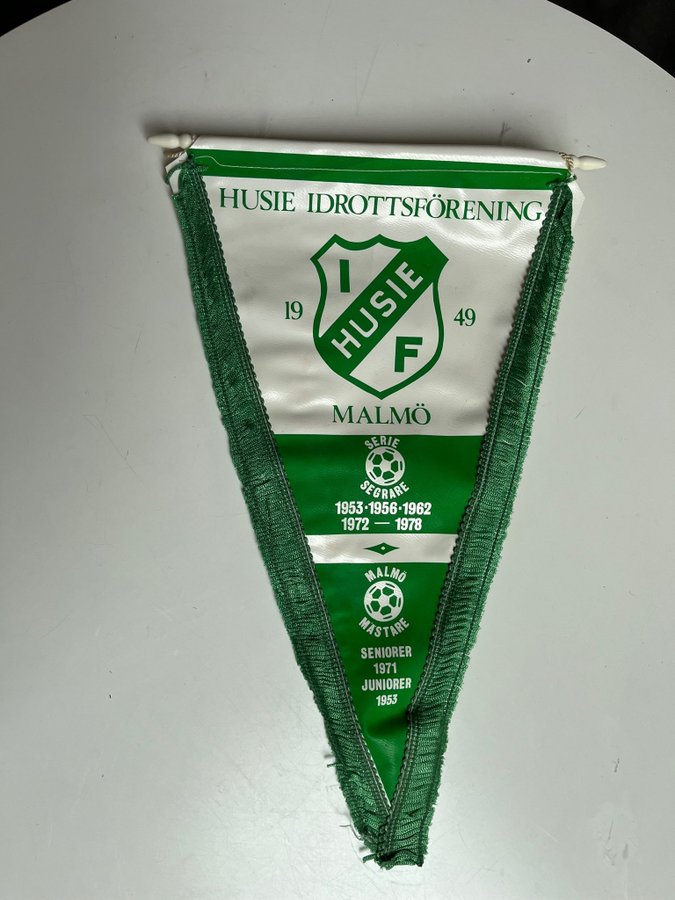 HUSIE IDROTTSFÖRENING
I
HUSIE
F
19 49
MALMÖ
SERIE
SEGRARE
1953·1956·1962
1972 — 1978
MALMÖ
MÄSTARE
SENIORER
1971
JUNIORER
1953